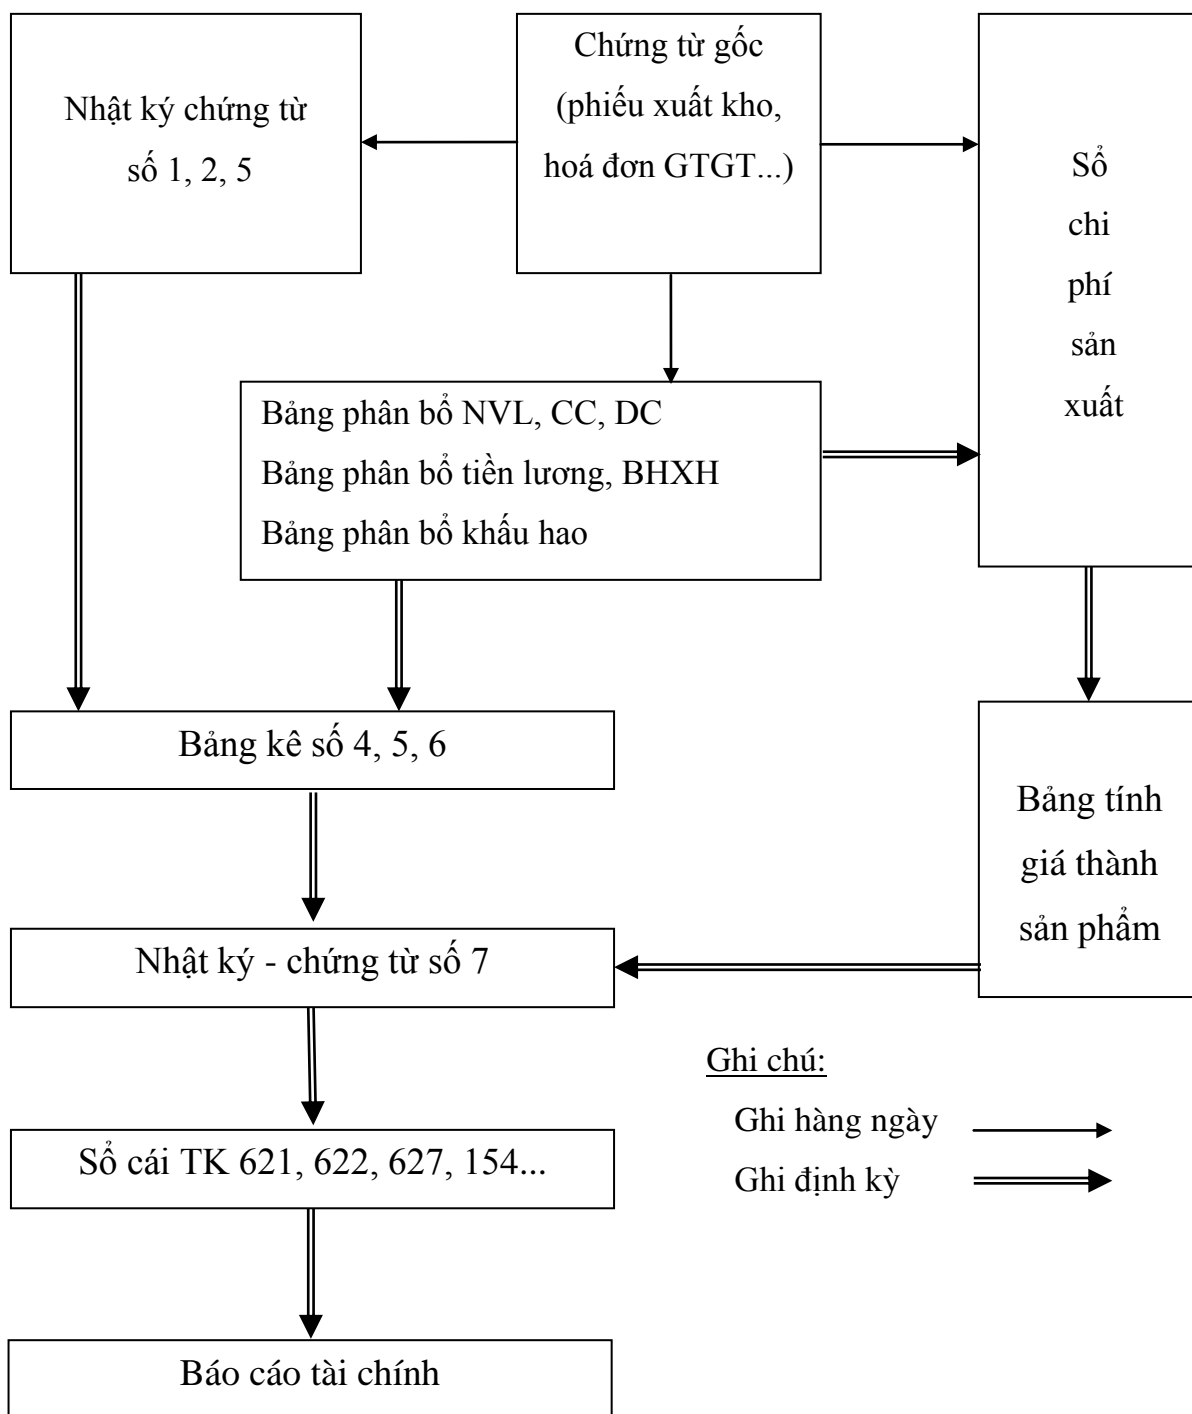 Nhật ký chứng từ
số 1, 2, 5
Chứng từ gốc
(phiếu xuất kho,
hoá đơn GTGT...)
Sổ
chi
phí
sản
xuất
Bảng phân bổ NVL, CC, DC
Bảng phân bổ tiền lương, BHXH
Bảng phân bổ khấu hao
Bảng kê số 4, 5, 6
Bảng tính
giá thành
sản phẩm
Nhật ký - chứng từ số 7
Ghi chú:
Ghi hàng ngày
Ghi định kỳ
Sổ cái TK 621, 622, 627, 154...
Báo cáo tài chính